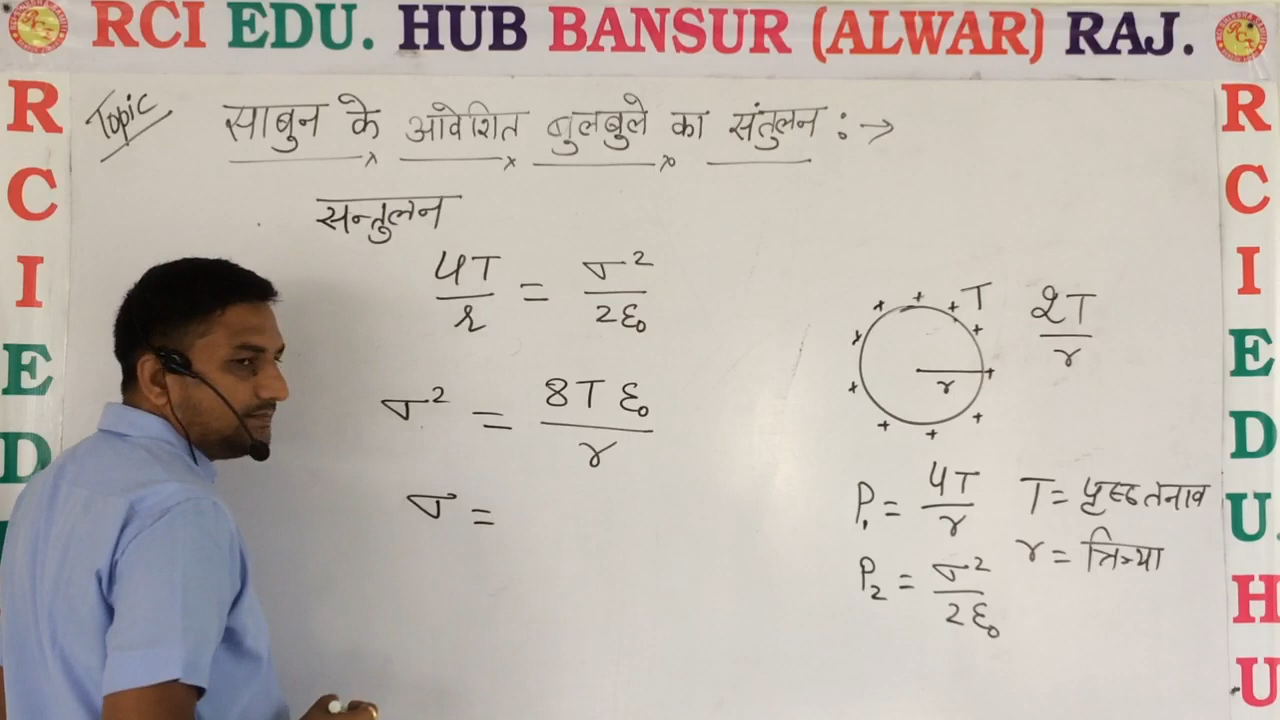 RCI EDU. HUB BANSUR (ALWAR) RAJ.
Topic साबुन के आवेशित बुलबुले का संतुलन :→
सन्तुलन
4T/r = σ²/2ε₀
σ² = 8Tε₀/r
σ =
T
2T/r
r
P₁ = 4T/r
P₂ = σ²/2ε₀
T = पृष्ठ तनाव
r = त्रिज्या
R
C
I
E
D
R
C
I
E
D
U.
H
U